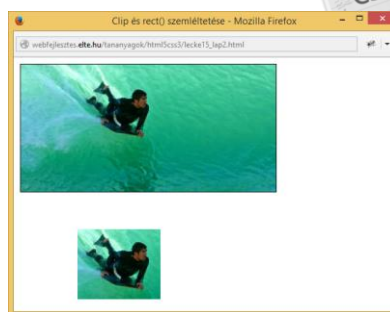 Clip és rect() szemléltetése - Mozilla Firefox
webfejlesztes.elte.hu/tananyagok/html5css3/lecke15_lap2.html